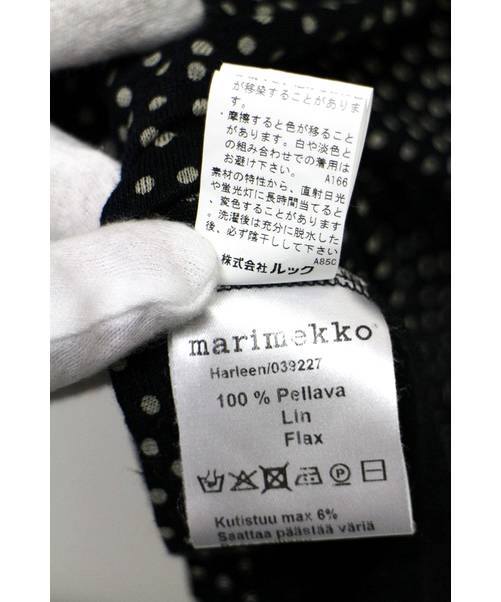 が移染することがありま
す。
・摩擦すると色が移ること
があります。白や淡色と
の組み合わせでの着用は
お避け下さい。 A166
素材の特性から、直射日光
や蛍光灯に長時間当てると
、変色することがあります
。洗濯後は充分に脱水した
後、必ず陰干しして下さい
A850
株式会社ルック
marimekko
Harleen/039227
100 % Pellava
Lin
Flax
Kutistuu max 6%
Saattaa päästää väriä